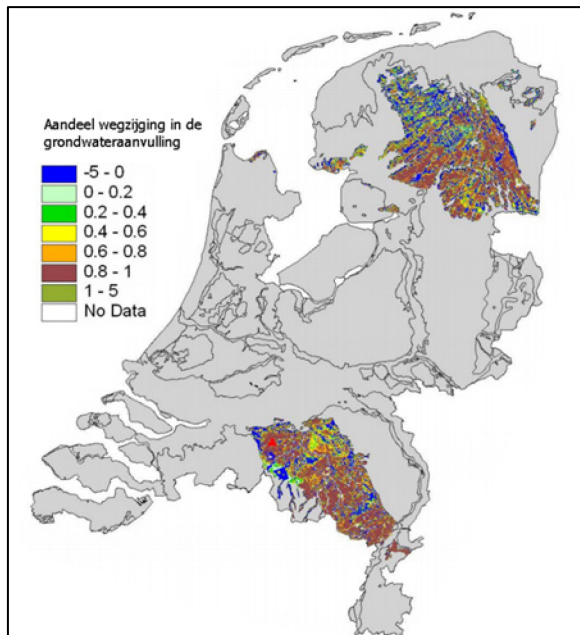 Aandeel wegzijging in de
grondwateraanvulling
-5 - 0
0 - 0.2
0.2 - 0.4
0.4 - 0.6
0.6 - 0.8
0.8 - 1
1 - 5
No Data